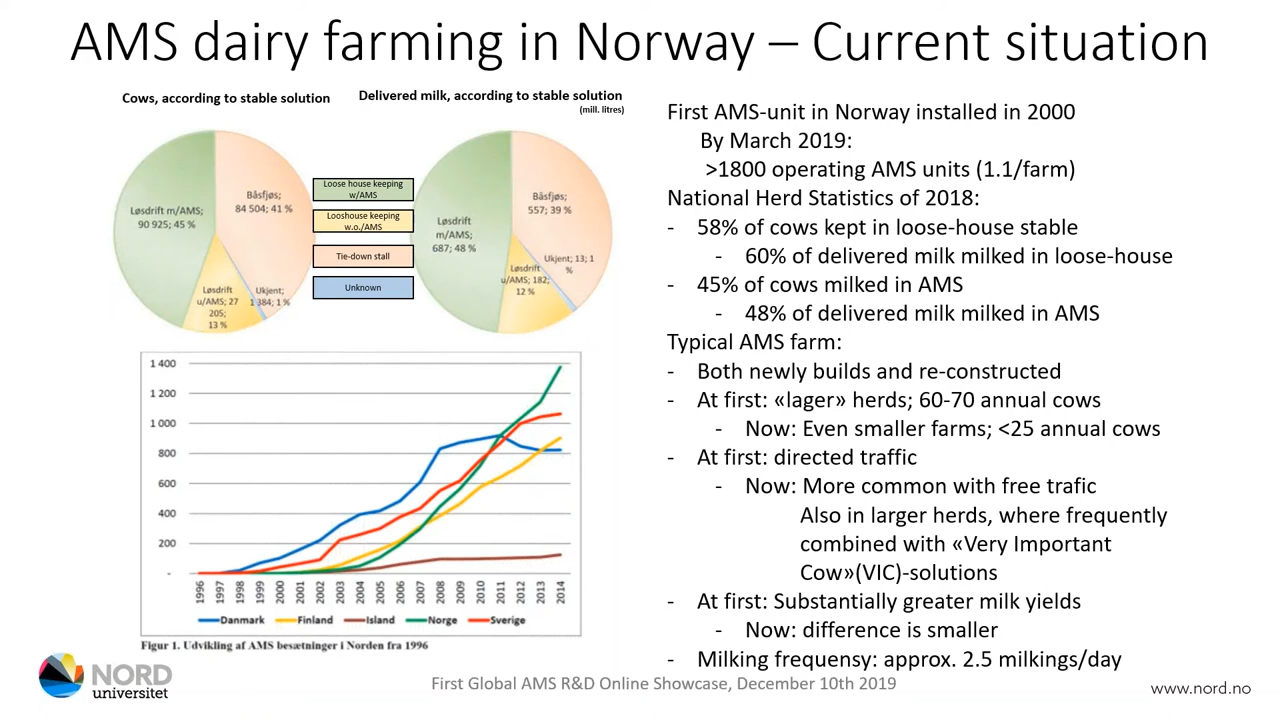 AMS dairy farming in Norway – Current situation
Cows, according to stable solution
Delivered milk, according to stable solution
(mill. litres)
Løsdrift m/AMS;
90 925; 45 %
Båsfjøs;
84 504; 41 %
Løsdrift
u/AMS; 27
205;
13 %
Ukjent;
1 384; 1 %
Loose house keeping
w/AMS
Looshouse keeping
w.o./AMS
Tie-down stall
Unknown
Løsdrift
m/AMS;
687; 48 %
Båsfjøs;
557; 39 %
Ukjent; 13; 1
%
Løsdrift
u/AMS; 182;
12 %
1 400
1 200
1 000
800
600
400
200
-
1996 1997 1998 1999 2000 2001 2002 2003 2004 2005 2006 2007 2008 2009 2010 2011 2012 2013 2014
Danmark Finland Island Norge Sverige
Figur 1. Udvikling af AMS besætninger i Norden fra 1996
First AMS-unit in Norway installed in 2000
By March 2019:
>1800 operating AMS units (1.1/farm)
National Herd Statistics of 2018:
- 58% of cows kept in loose-house stable
- 60% of delivered milk milked in loose-house
- 45% of cows milked in AMS
- 48% of delivered milk milked in AMS
Typical AMS farm:
- Both newly builds and re-constructed
- At first: «lager» herds; 60-70 annual cows
- Now: Even smaller farms; <25 annual cows
- At first: directed traffic
- Now: More common with free trafic
Also in larger herds, where frequently
combined with «Very Important
Cow»(VIC)-solutions
- At first: Substantially greater milk yields
- Now: difference is smaller
- Milking frequensy: approx. 2.5 milkings/day
NORD
universitet
First Global AMS R&D Online Showcase, December 10th 2019
www.nord.no